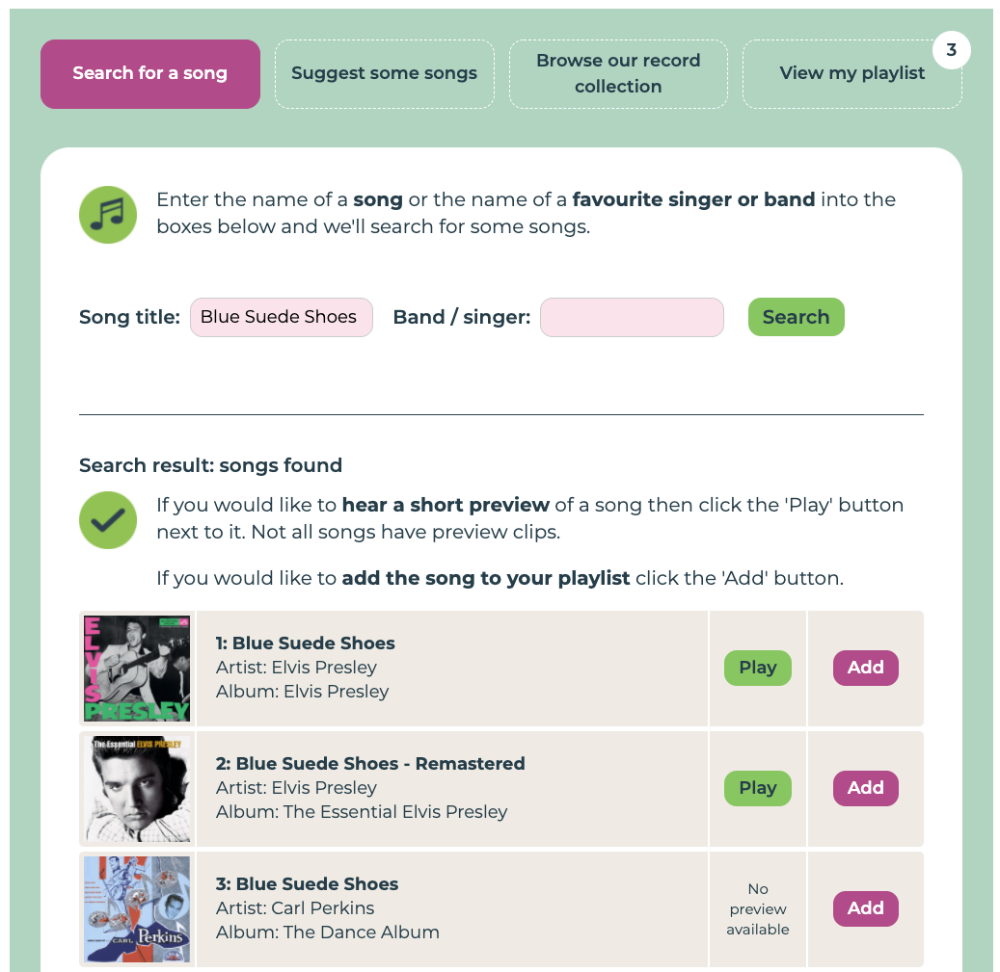 Search for a song
Suggest some songs
Browse our record
collection
View my playlist
3
Enter the name of a song or the name of a favourite singer or band into the
boxes below and we'll search for some songs.
Song title:
Blue Suede Shoes
Band / singer:
Search
Search result: songs found
If you would like to hear a short preview of a song then click the 'Play' button
next to it. Not all songs have preview clips.
If you would like to add the song to your playlist click the 'Add' button.
ELVIS
PRESLEY
1: Blue Suede Shoes
Artist: Elvis Presley
Album: Elvis Presley
Play
Add
The Essential ELVIS PRESLEY
2: Blue Suede Shoes - Remastered
Artist: Elvis Presley
Album: The Essential Elvis Presley
Play
Add
CARL Perkins
3: Blue Suede Shoes
Artist: Carl Perkins
Album: The Dance Album
No
preview
available
Add